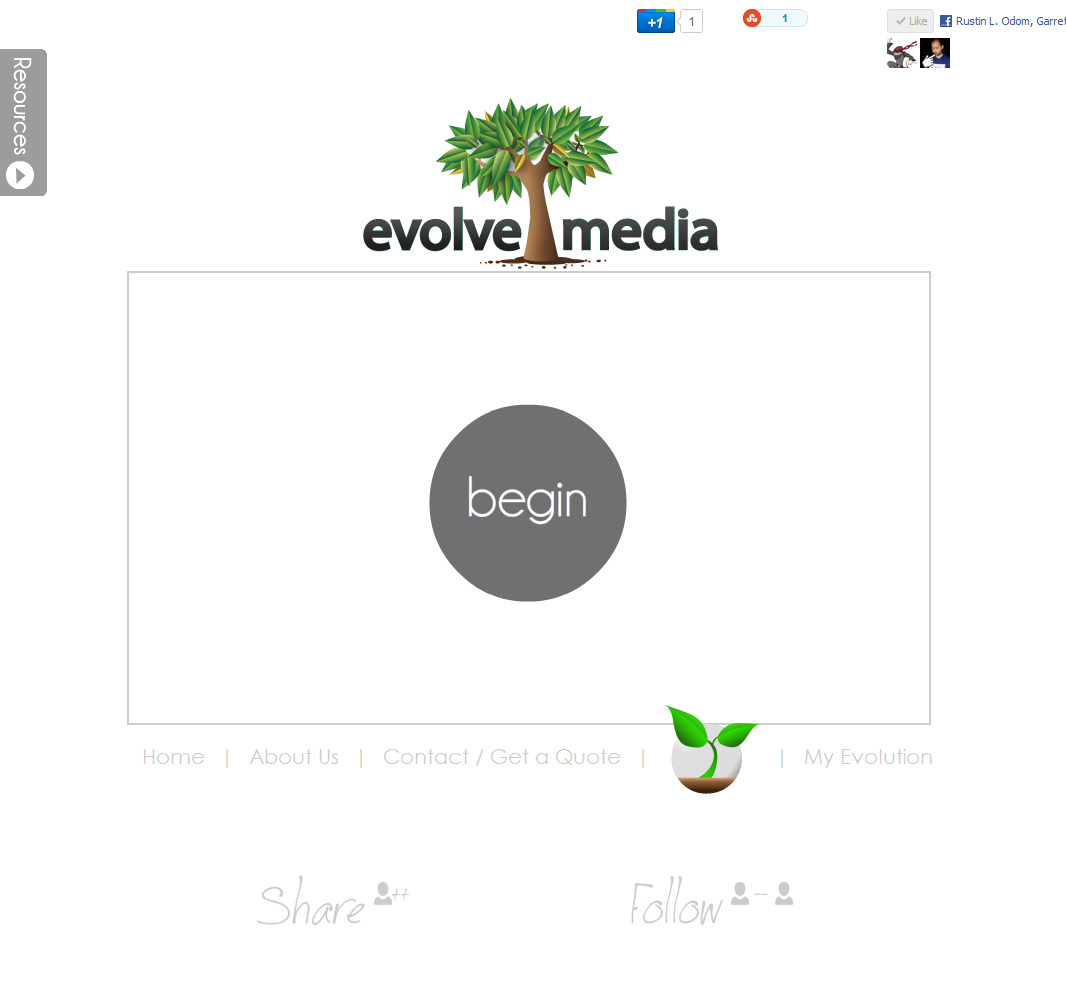 +1 1 1 Like Rustin L. Odom, Garret
Resources
evolve media
begin
Home | About Us | Contact / Get a Quote | | My Evolution
Share ++ Follow --